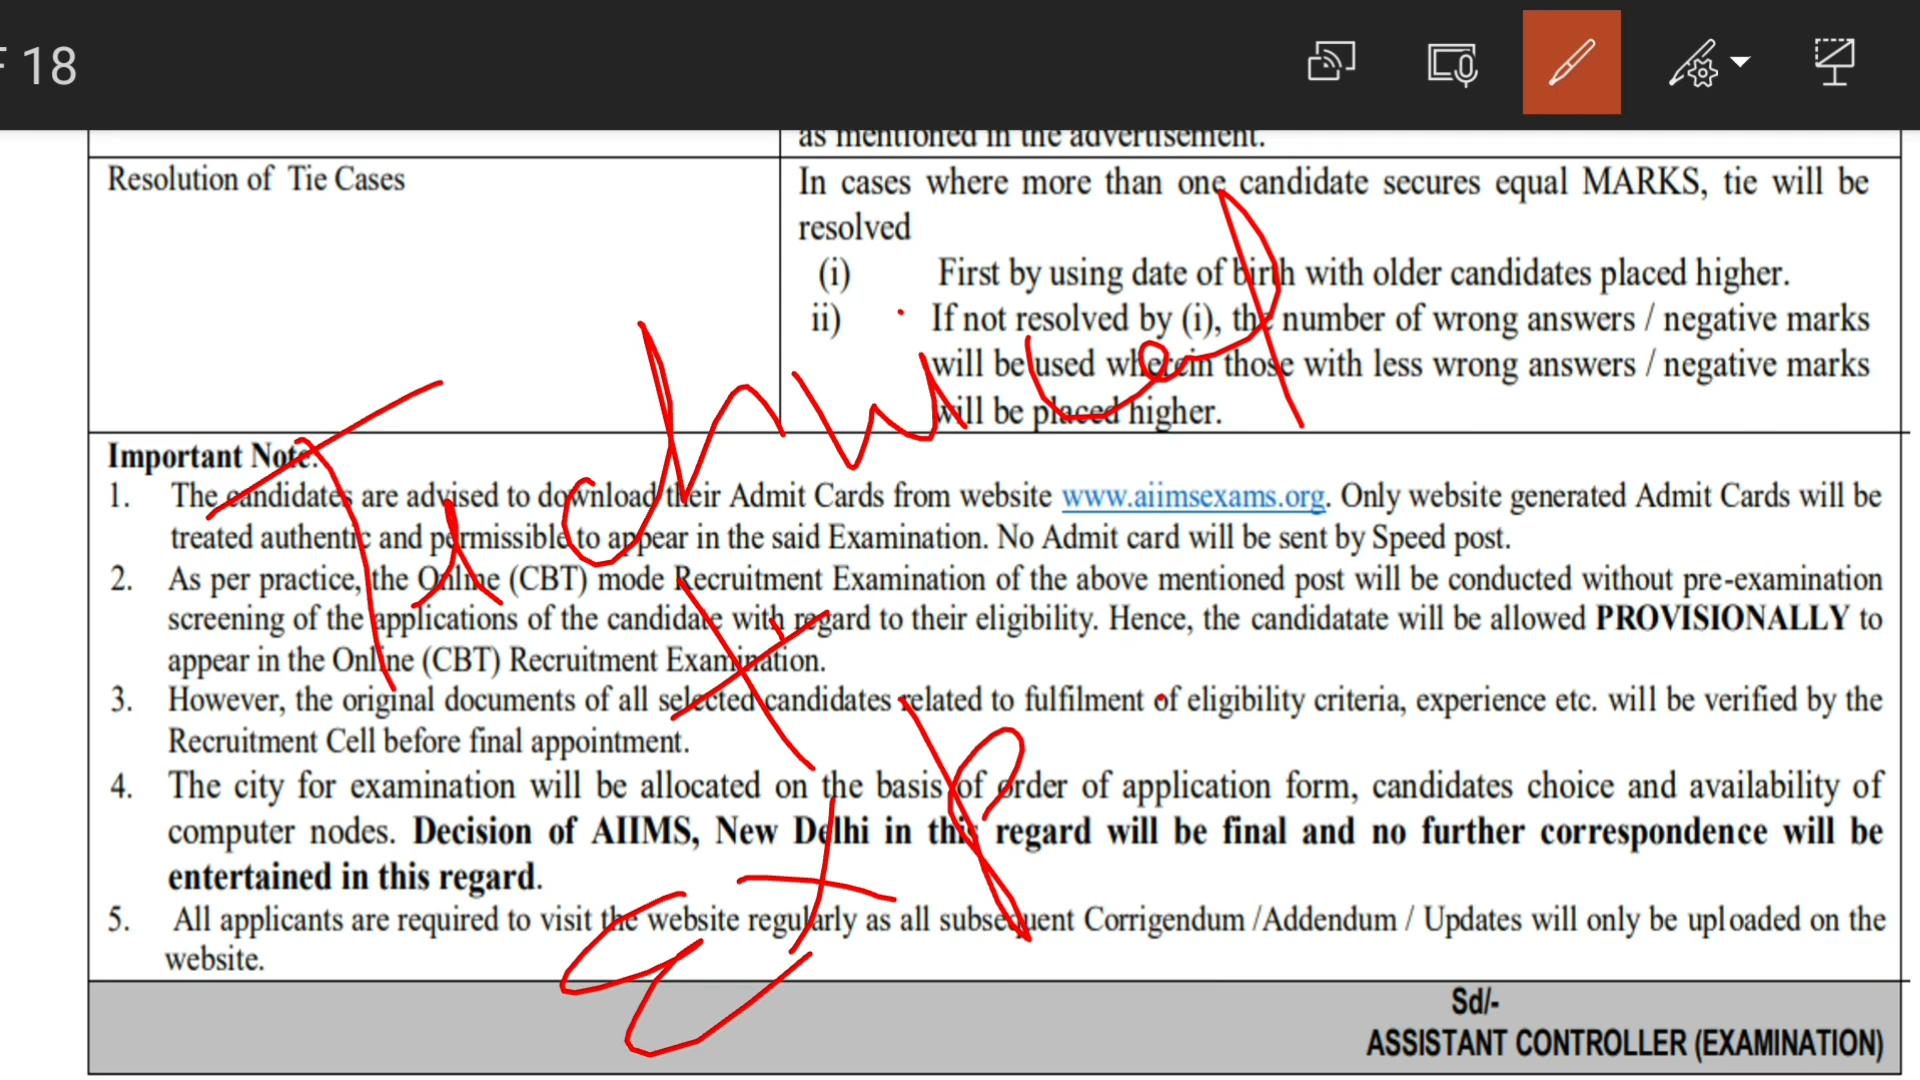 18
as mentioned in the advertisement.
Resolution of Tie Cases
In cases where more than one candidate secures equal MARKS, tie will be
resolved
(i) First by using date of birth with older candidates placed higher.
ii) If not resolved by (i), the number of wrong answers / negative marks
will be used wherein those with less wrong answers / negative marks
will be placed higher.
Important Note:
1. The candidates are advised to download their Admit Cards from website www.aiimsexams.org. Only website generated Admit Cards will be
treated authentic and permissible to appear in the said Examination. No Admit card will be sent by Speed post.
2. As per practice, the Online (CBT) mode Recruitment Examination of the above mentioned post will be conducted without pre-examination
screening of the applications of the candidate with regard to their eligibility. Hence, the candidatate will be allowed PROVISIONALLY to
appear in the Online (CBT) Recruitment Examination.
3. However, the original documents of all selected candidates related to fulfilment of eligibility criteria, experience etc. will be verified by the
Recruitment Cell before final appointment.
4. The city for examination will be allocated on the basis of order of application form, candidates choice and availability of
computer nodes. Decision of AIIMS, New Delhi in this regard will be final and no further correspondence will be
entertained in this regard.
5. All applicants are required to visit the website regularly as all subsequent Corrigendum /Addendum / Updates will only be uploaded on the
website.
Sd/-
ASSISTANT CONTROLLER (EXAMINATION)